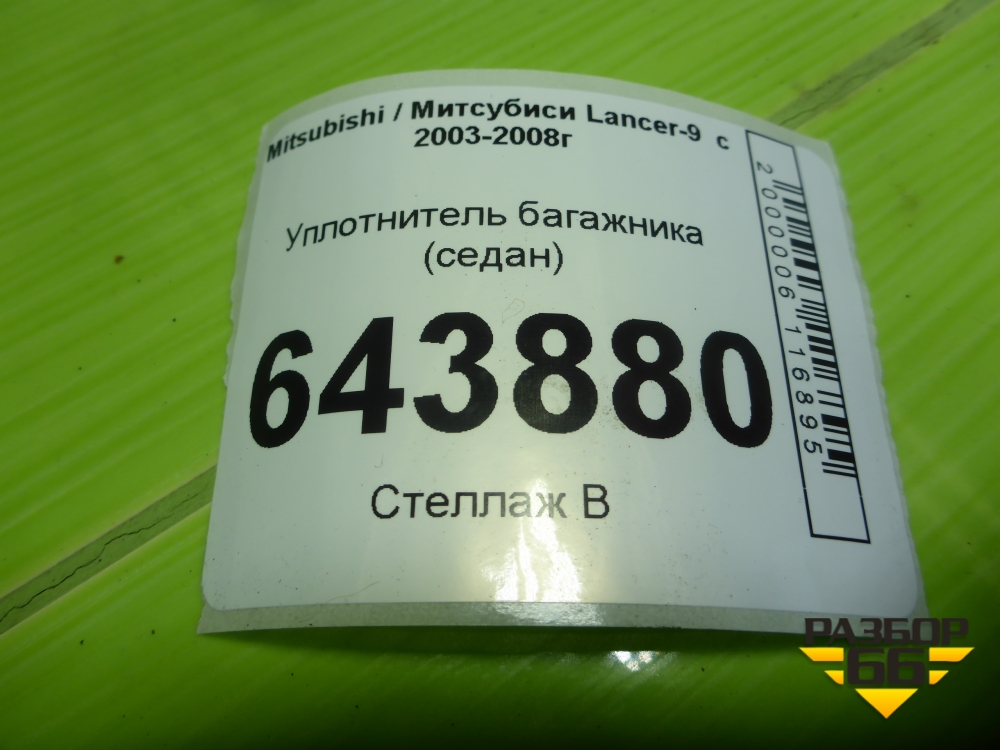 Mitsubishi / Митсубиси Lancer-9 с
2003-2008г
Уплотнитель багажника
(седан)
643880
Стеллаж В
2000006116895
РАЗБОР
66